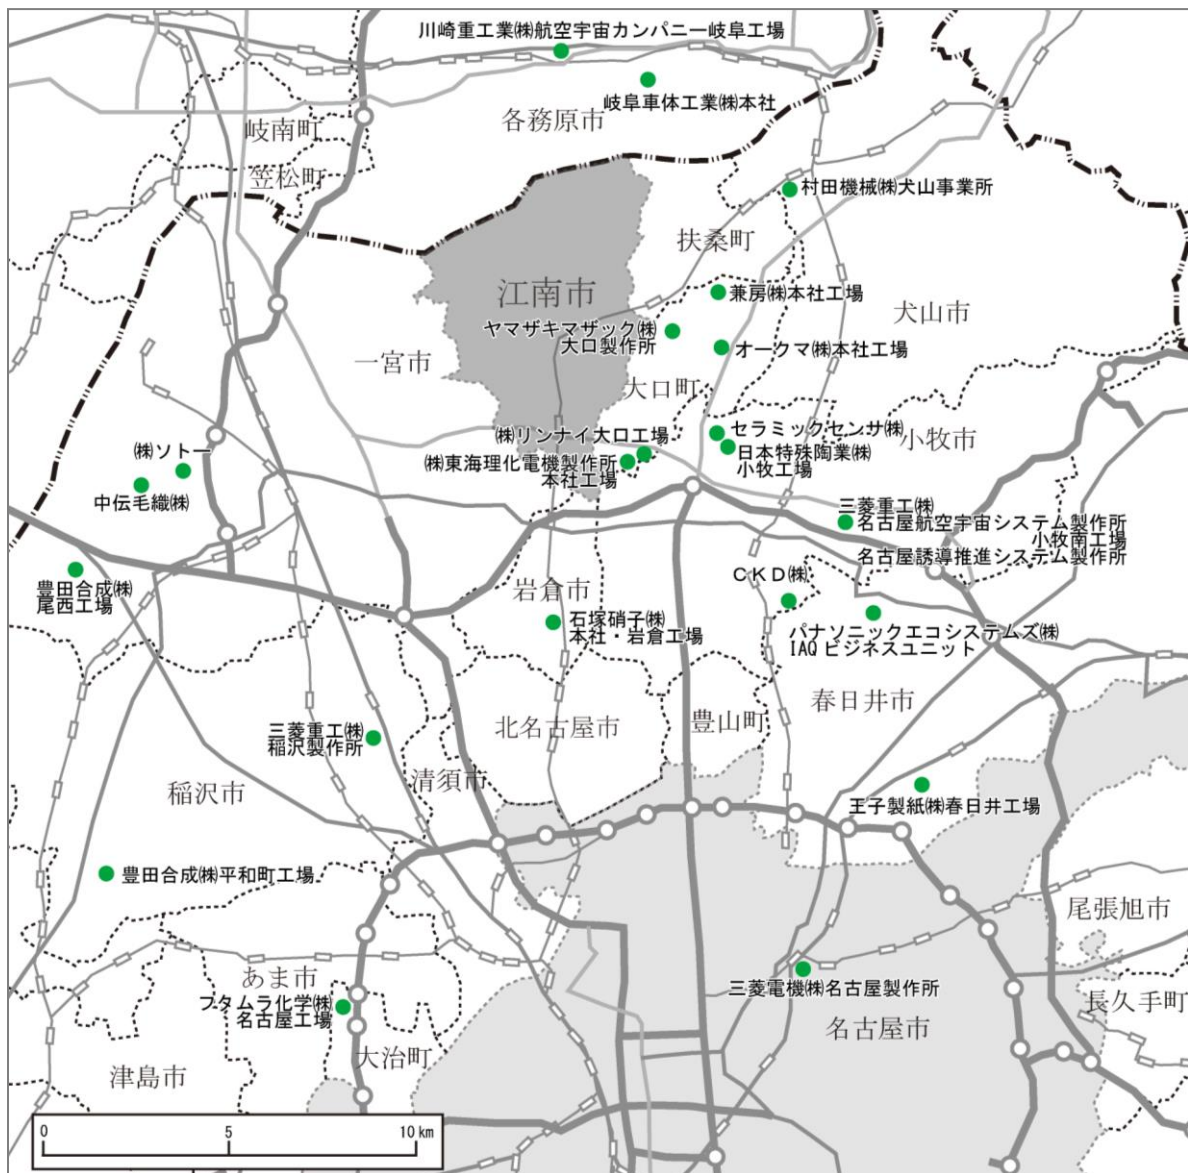 川崎重工業㈱航空宇宙カンパニー岐阜工場
岐阜車体工業㈱本社
各務原市
岐南町
笠松町
村田機械㈱犬山事業所
扶桑町
江南市
兼房㈱本社工場
犬山市
ヤマザキマザック㈱
大口製作所
オークマ㈱本社工場
一宮市
大口町
㈱リンナイ大口工場
セラミックセンサ㈱
小牧市
㈱ソトー
㈱東海理化電機製作所
本社工場
日本特殊陶業㈱
小牧工場
中伝毛織㈱
三菱重工㈱
名古屋航空宇宙システム製作所
小牧南工場
名古屋誘導推進システム製作所
豊田合成㈱
尾西工場
岩倉市
CKD㈱
石塚硝子㈱
本社・岩倉工場
パナソニックエコシステムズ㈱
IAQ ビジネスユニット
春日井市
三菱重工㈱
稲沢製作所
北名古屋市
豊山町
清須市
稲沢市
王子製紙㈱春日井工場
豊田合成㈱平和町工場
尾張旭市
あま市
三菱電機㈱名古屋製作所
フタムラ化学㈱
名古屋工場
名古屋市
長久手町
大治町
津島市
0
5
10 km